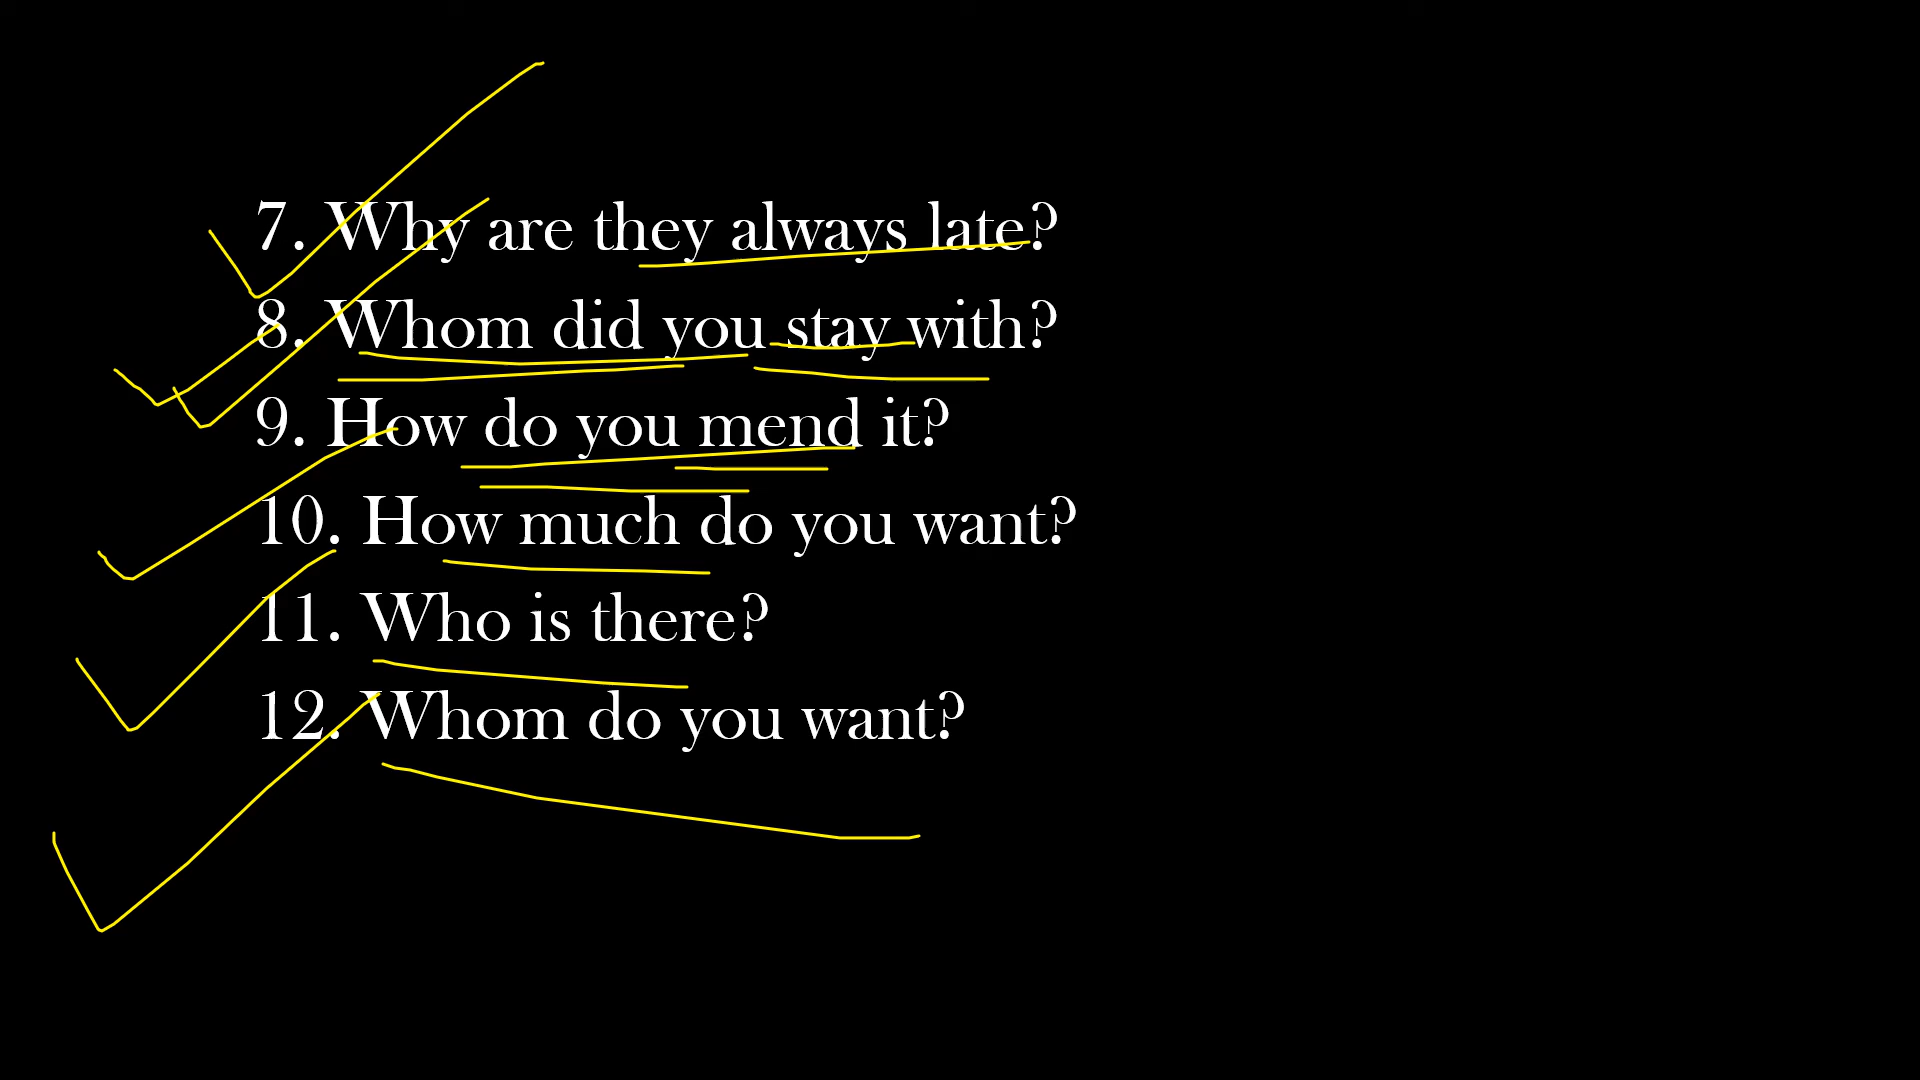 7. Why are they always late?
8. Whom did you stay with?
9. How do you mend it?
10. How much do you want?
11. Who is there?
12. Whom do you want?